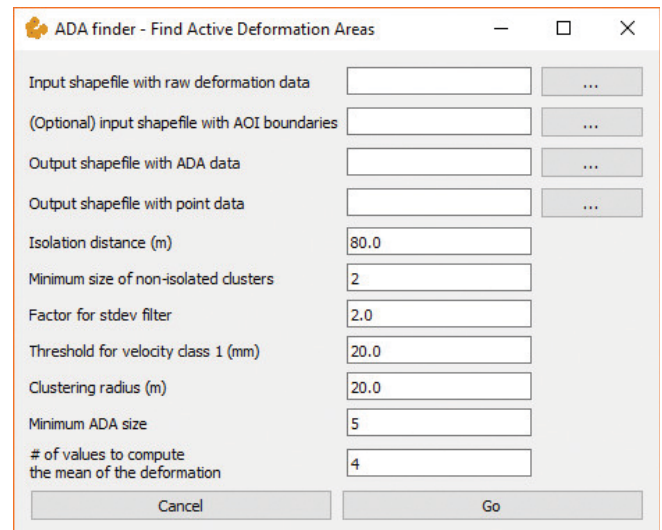 ADA finder - Find Active Deformation Areas
Input shapefile with raw deformation data ...
(Optional) input shapefile with AOI boundaries ...
Output shapefile with ADA data ...
Output shapefile with point data ...
Isolation distance (m) 80.0
Minimum size of non-isolated clusters 2
Factor for stdev filter 2.0
Threshold for velocity class 1 (mm) 20.0
Clustering radius (m) 20.0
Minimum ADA size 5
# of values to compute
the mean of the deformation 4
Cancel Go